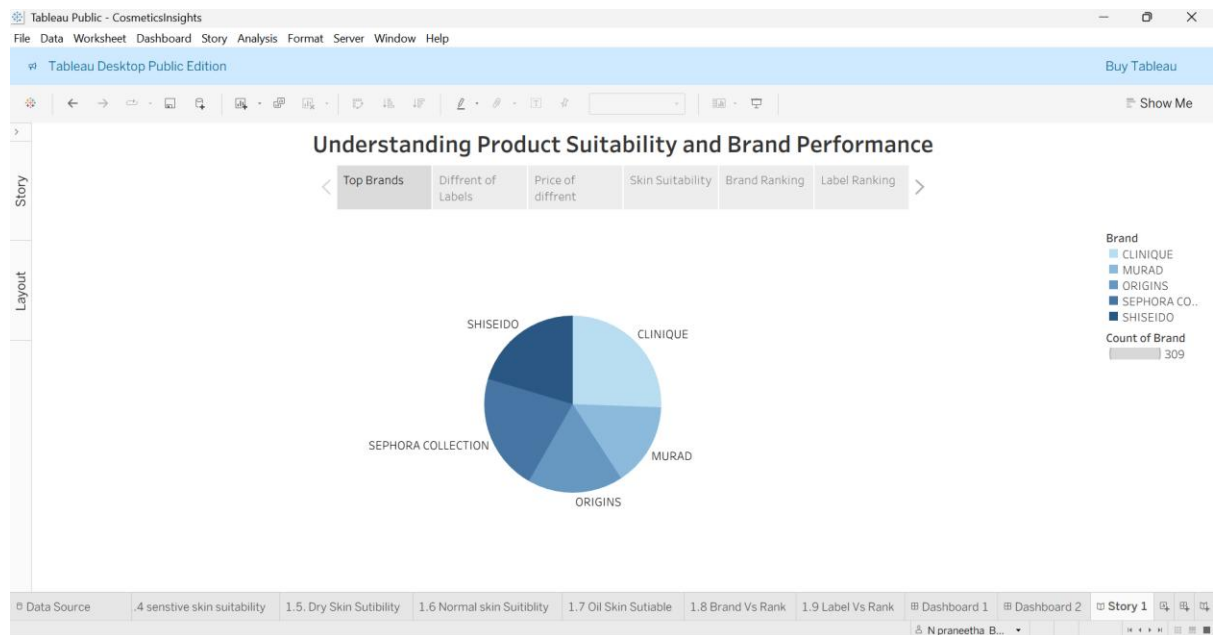 Tableau Public - CosmeticsInsights
File Data Worksheet Dashboard Story Analysis Format Server Window Help
Tableau Desktop Public Edition
Buy Tableau
Show Me
Story
Layout
Understanding Product Suitability and Brand Performance
Top Brands
Diffrent of
Labels
Price of
diffrent
Skin Suitability
Brand Ranking
Label Ranking
Brand
CLINIQUE
MURAD
ORIGINS
SEPHORA CO..
SHISEIDO
Count of Brand
309
SHISEIDO
CLINIQUE
SEPHORA COLLECTION
MURAD
ORIGINS
Data Source
.4 senstive skin suitability
1.5. Dry Skin Sutibility
1.6 Normal skin Suitiblity
1.7 Oil Skin Sutiable
1.8 Brand Vs Rank
1.9 Label Vs Rank
Dashboard 1
Dashboard 2
Story 1
N praneetha B...